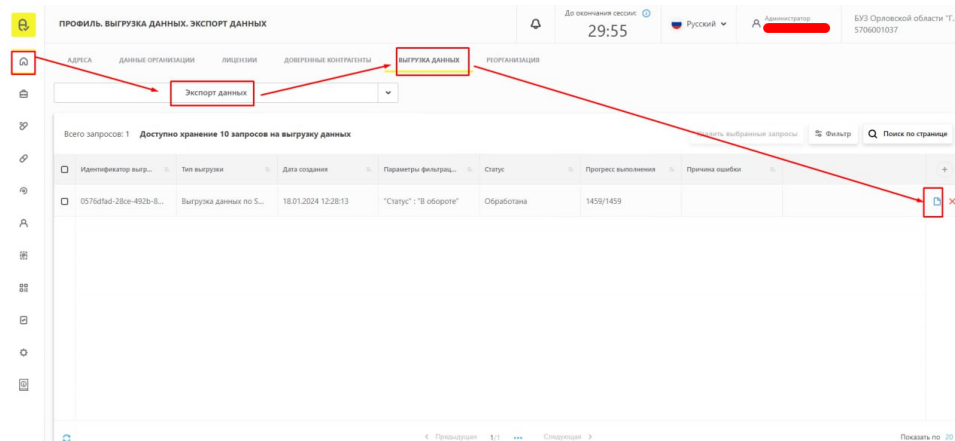 ПРОФИЛЬ. ВЫГРУЗКА ДАННЫХ. ЭКСПОРТ ДАННЫХ
До окончания сессии:
29:55
Русский
Администратор
БУЗ Орловской области "Г...
5706001037
АДРЕСА ДАННЫЕ ОРГАНИЗАЦИИ ЛИЦЕНЗИИ ДОВЕРЕННЫЕ КОНТРАГЕНТЫ ВЫГРУЗКА ДАННЫХ РЕОРГАНИЗАЦИЯ
Экспорт данных
Всего запросов: 1 Доступно хранение 10 запросов на выгрузку данных
Удалить выбранные запросы Фильтр Поиск по странице
Идентификатор выгр... Тип выгрузки Дата создания Параметры фильтрац... Статус Прогресс выполнения Причина ошибки
0576dfad-28ce-492b-8... Выгрузка данных по S... 18.01.2024 12:28:13 "Статус" : "В обороте" Обработана 1459/1459
Предыдущая 1/1 ... Следующая Показать по 20